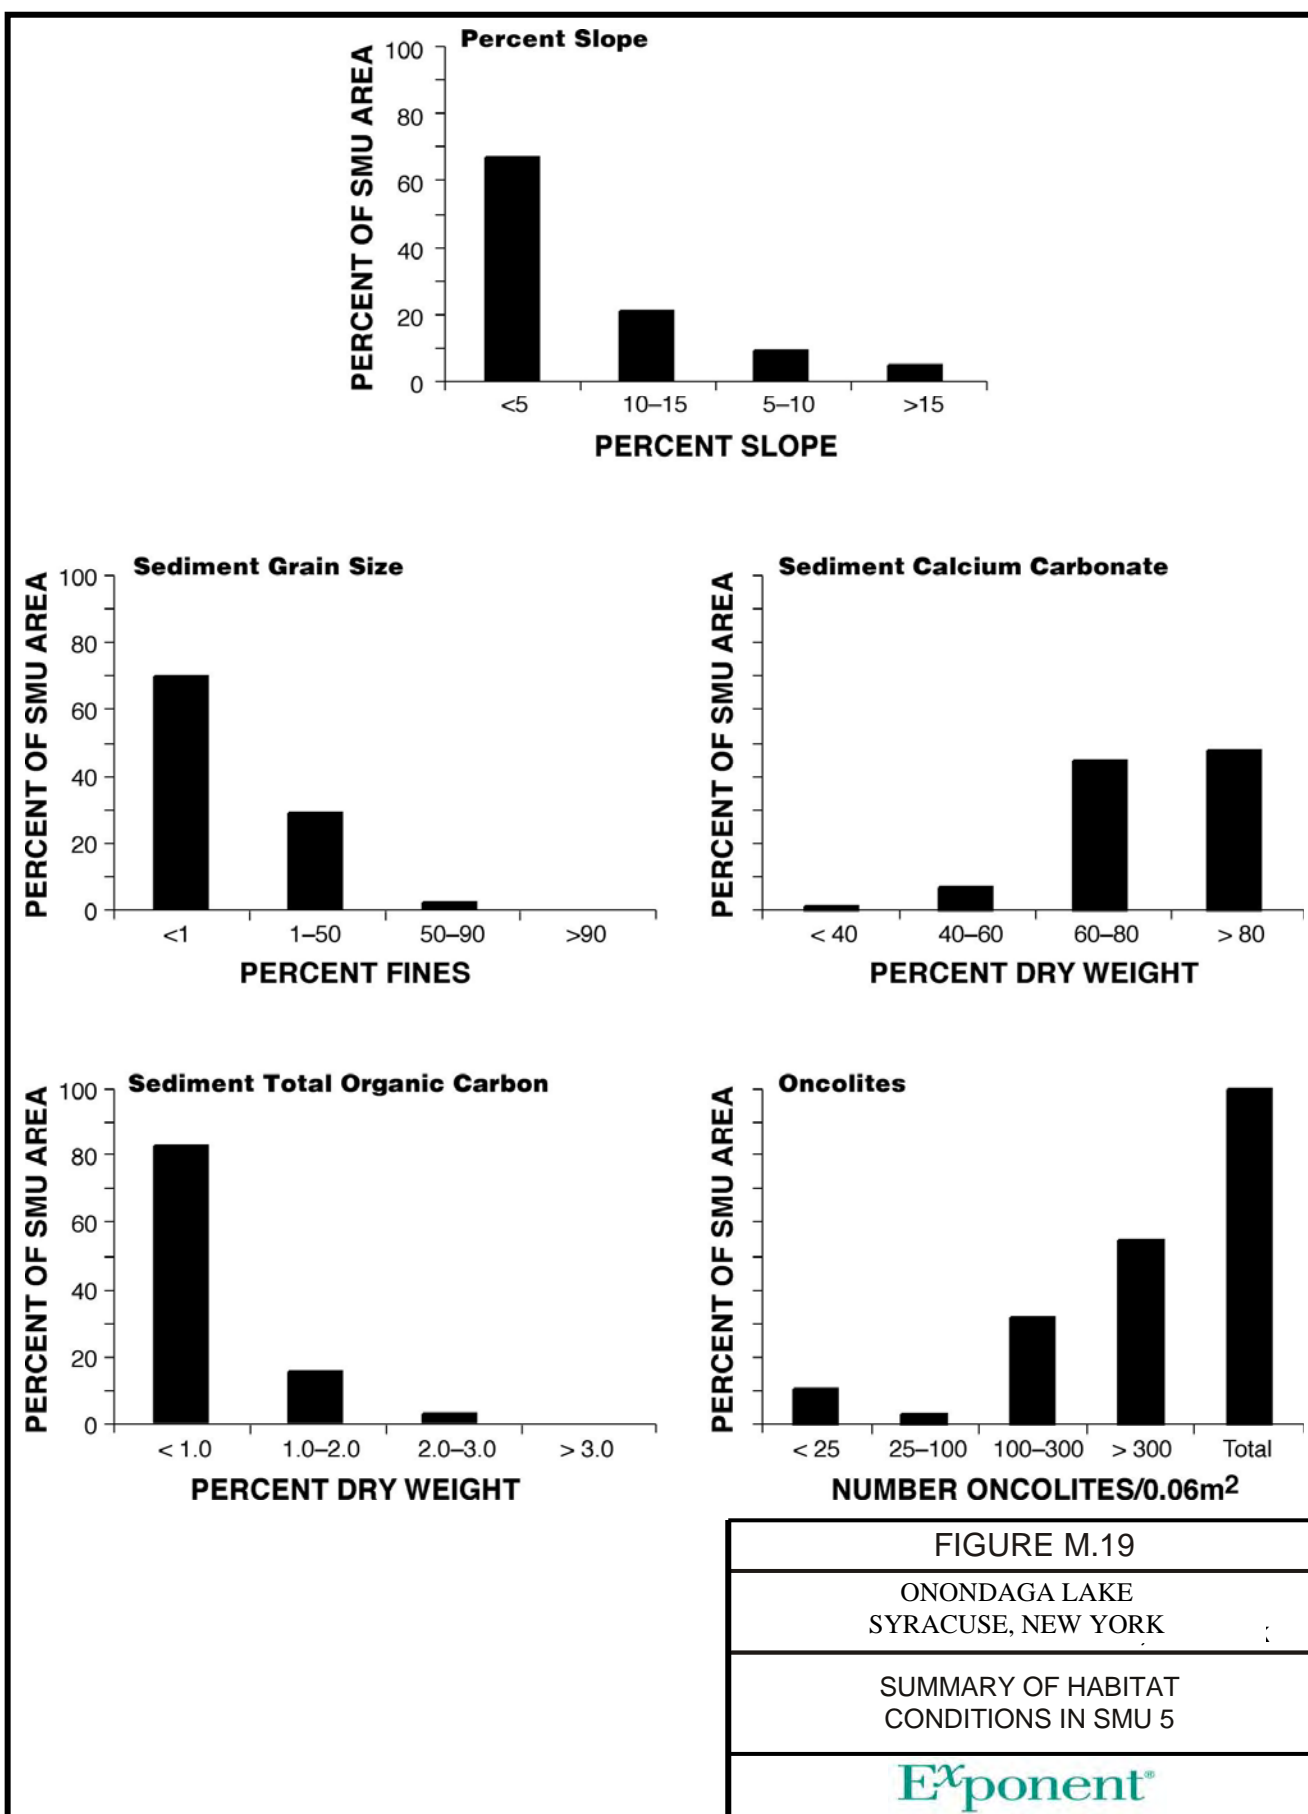 Percent Slope
PERCENT OF SMU AREA
100
80
60
40
20
0
<5 10–15 5–10 >15
PERCENT SLOPE
Sediment Grain Size
PERCENT OF SMU AREA
100
80
60
40
20
0
<1 1–50 50–90 >90
PERCENT FINES
Sediment Calcium Carbonate
PERCENT OF SMU AREA
< 40 40–60 60–80 > 80
PERCENT DRY WEIGHT
Sediment Total Organic Carbon
PERCENT OF SMU AREA
100
80
60
40
20
0
< 1.0 1.0–2.0 2.0–3.0 > 3.0
PERCENT DRY WEIGHT
Oncolites
PERCENT OF SMU AREA
< 25 25–100 100–300 > 300 Total
NUMBER ONCOLITES/0.06m²
FIGURE M.19
ONONDAGA LAKE
SYRACUSE, NEW YORK
SUMMARY OF HABITAT
CONDITIONS IN SMU 5
Exponent®